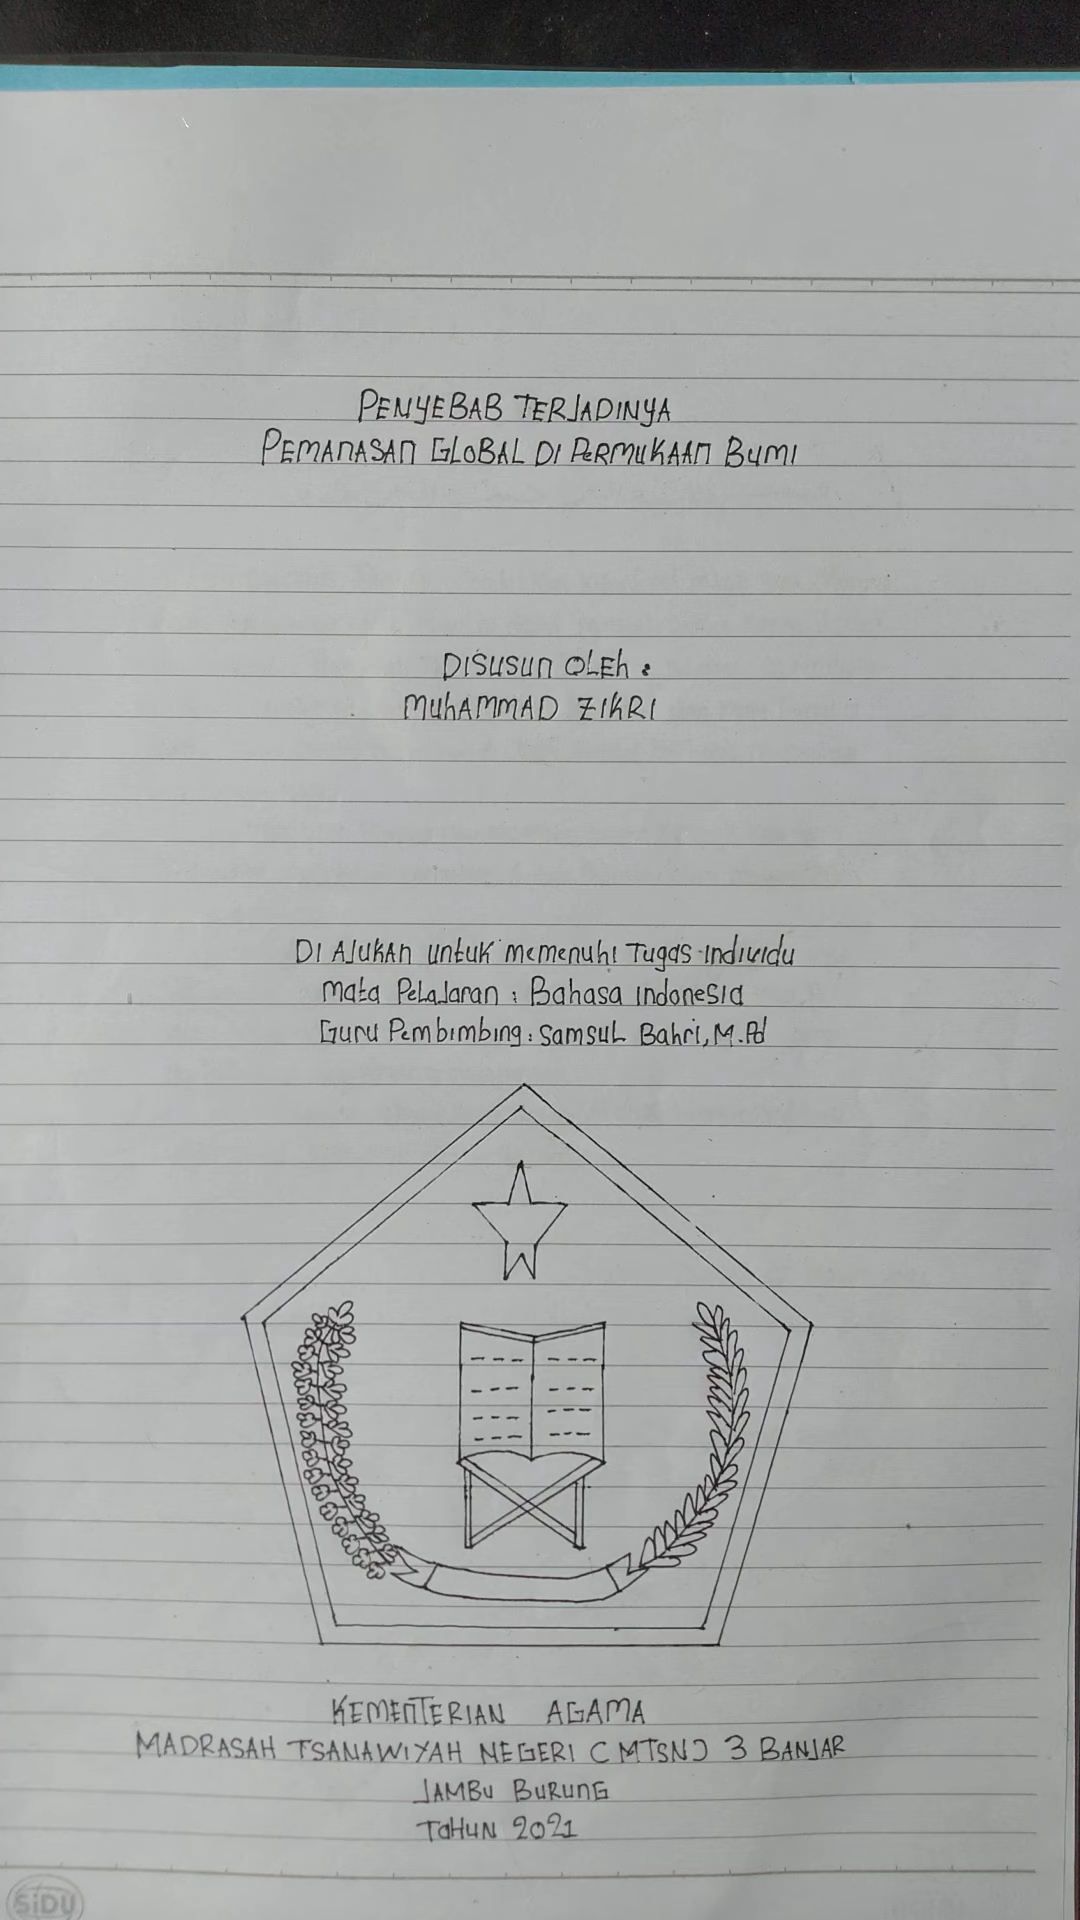 PENYEBAB TERJADINYA
PEMANASAN GLOBAL DI PERMUKAAN BUMI
DISUSUN OLEH :
MUHAMMAD ZIKRI
DI AJUKAN untuk memenuhi Tugas individu
mata Pelajaran : Bahasa indonesia
Guru Pembimbing : Samsul Bahri, M.Pd
KEMENTERIAN AGAMA
MADRASAH TSANAWIYAH NEGERI (MTSN) 3 BANJAR
JAMBU BURUNG
TAHUN 2021
SiDU